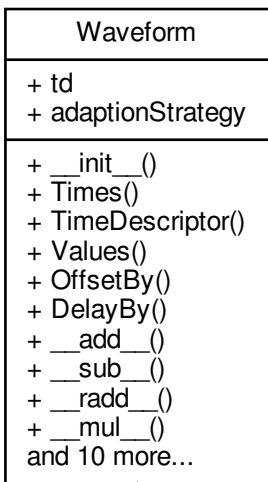 Waveform
+ td
+ adaptionStrategy
+ __init__()
+ Times()
+ TimeDescriptor()
+ Values()
+ OffsetBy()
+ DelayBy()
+ __add__()
+ __sub__()
+ __radd__()
+ __mul__()
and 10 more...